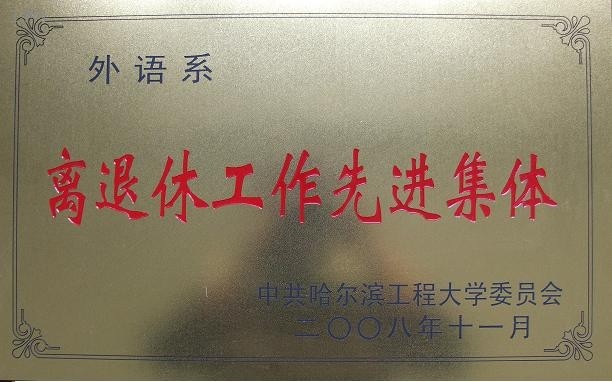 外语系
离退休工作先进集体
中共哈尔滨工程大学委员会
二〇〇八年十一月